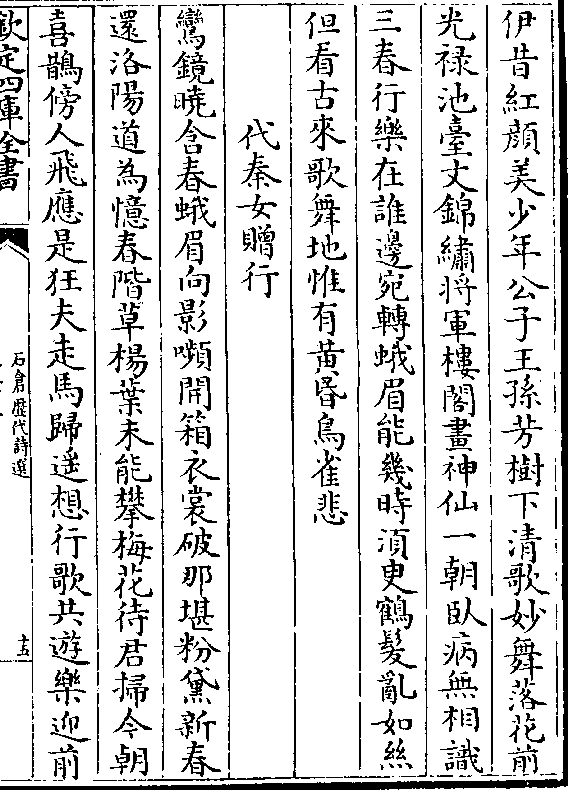 伊昔紅顔美少年公子王孫芳樹下清歌妙舞落花前
光禄池臺丈錦繡将軍樓閣畫神仙一朝臥病無相識
三春行樂在誰邊宛轉蛾眉能幾時湏臾鶴髮亂如絲
但看古來歌舞地惟有黄昏鳥雀悲
代秦女贈行
鸞鏡曉含春蛾眉向影嚬開箱衣裳破那堪粉黛新春
還洛陽道為憶春階草楊葉未能攀梅花待君掃今朝
喜鵲傍人飛應是狂夫走馬歸遥想行歌共遊樂迎前
欽定四庫全書
石倉歴代詩選
十五